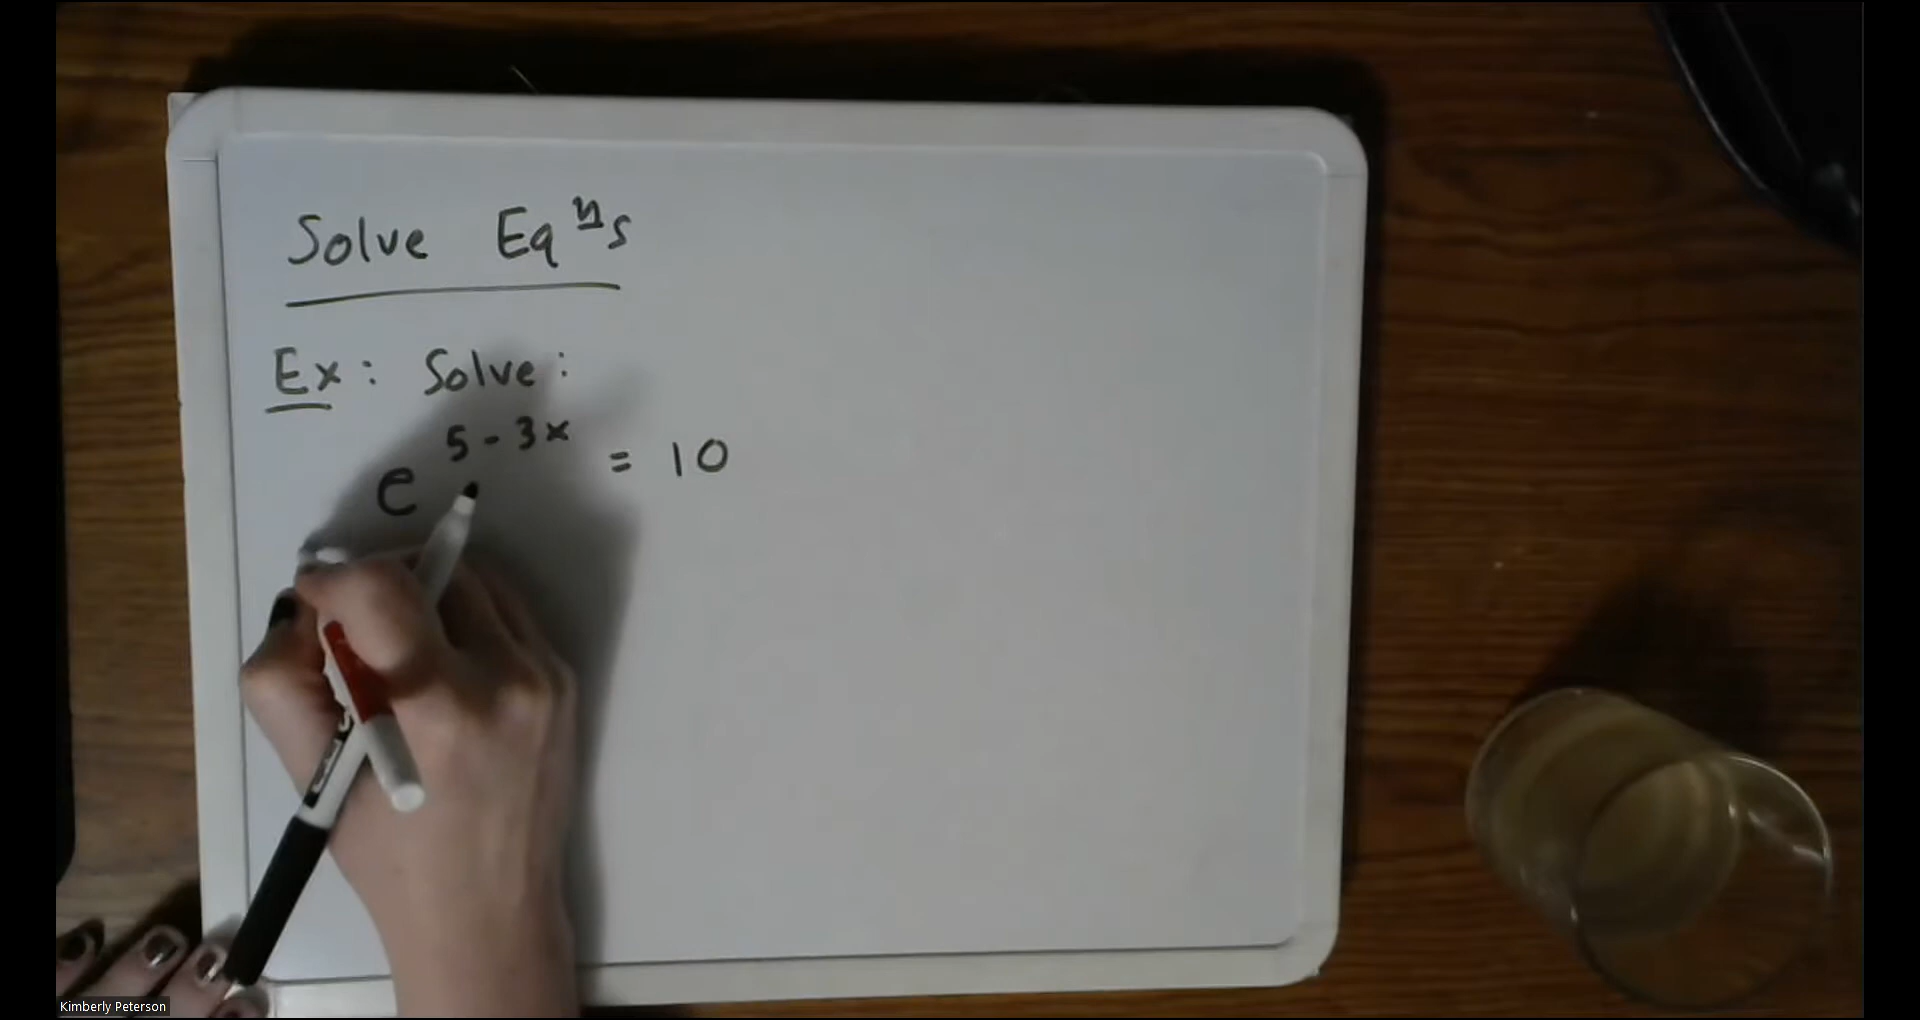 Solve Eqⁿs
Ex: Solve:
e^{5-3x} = 10
Kimberly Peterson